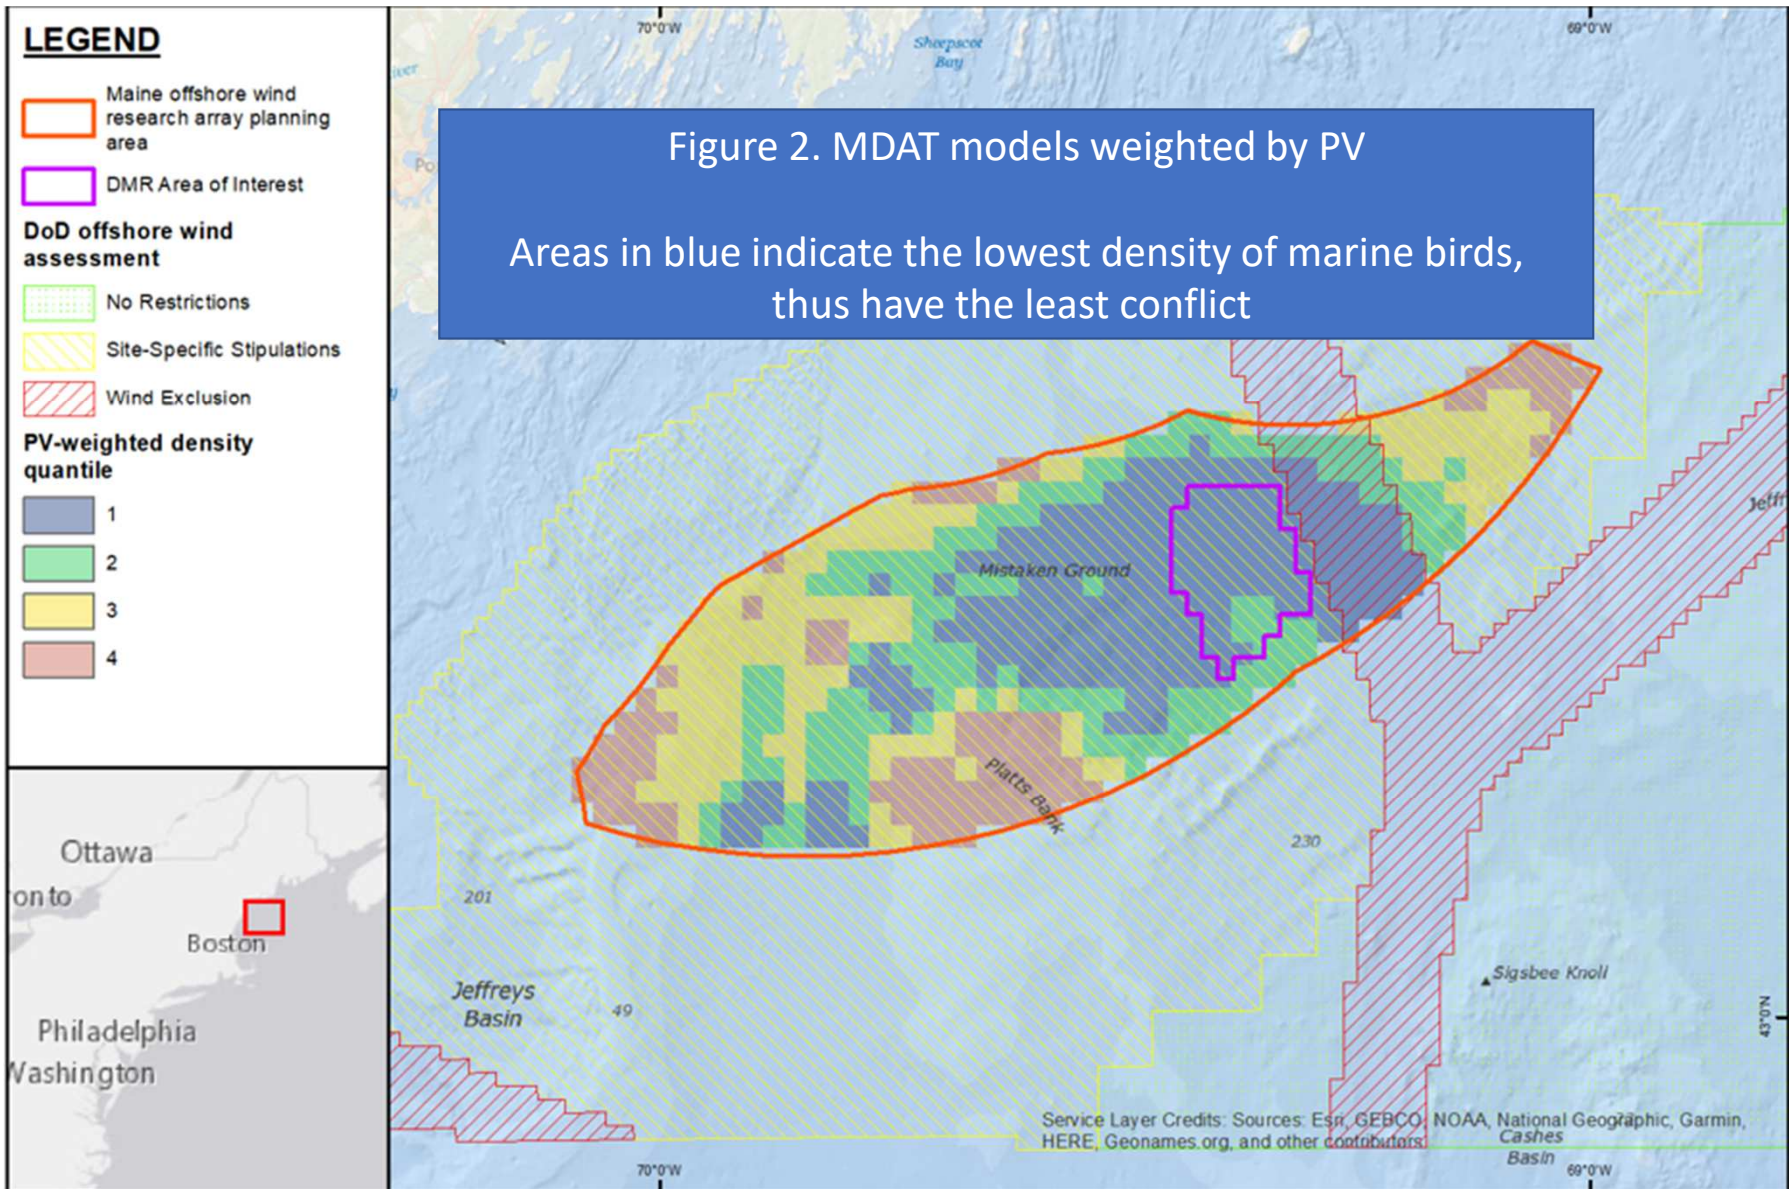 LEGEND
Maine offshore wind
research array planning
area
DMR Area of Interest
DoD offshore wind
assessment
No Restrictions
Site-Specific Stipulations
Wind Exclusion
PV-weighted density
quantile
1
2
3
4
Ottawa
onto
Boston
Philadelphia
Washington
70°0'W
69°0'W
Sheepscot
Bay
Po
Figure 2. MDAT models weighted by PV
Areas in blue indicate the lowest density of marine birds,
thus have the least conflict
Jeffr
Mistaken Ground
Platts Bank
230
201
Jeffreys
Basin
49
Sigsbee Knoll
43°0'N
Service Layer Credits: Sources: Esri, GEBCO, NOAA, National Geographic, Garmin,
HERE, Geonames.org, and other contributors
Cashes
Basin
70°0'W
69°0'W